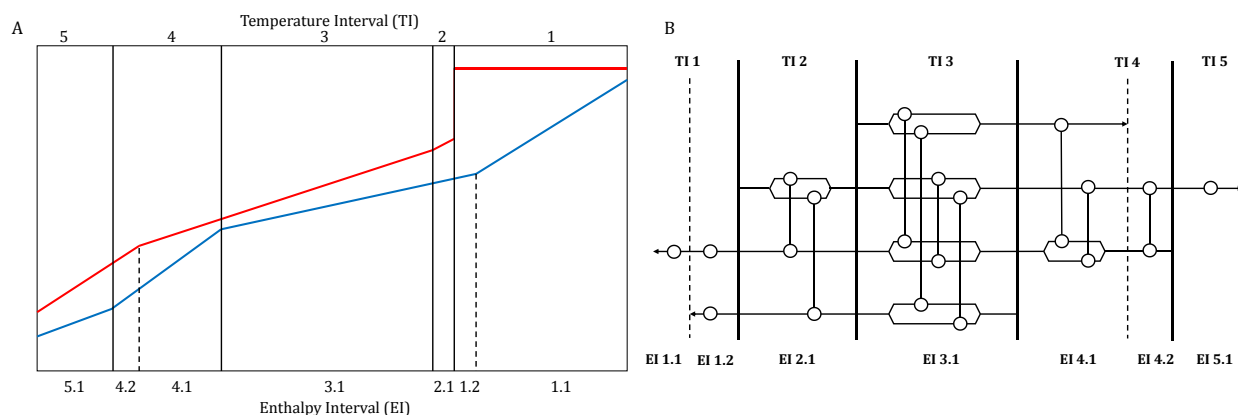 A
Temperature Interval (TI)
5 4 3 2 1
5.1 4.2 4.1 3.1 2.1 1.2 1.1
Enthalpy Interval (EI)
B
TI 1 TI 2 TI 3 TI 4 TI 5
EI 1.1 EI 1.2 EI 2.1 EI 3.1 EI 4.1 EI 4.2 EI 5.1